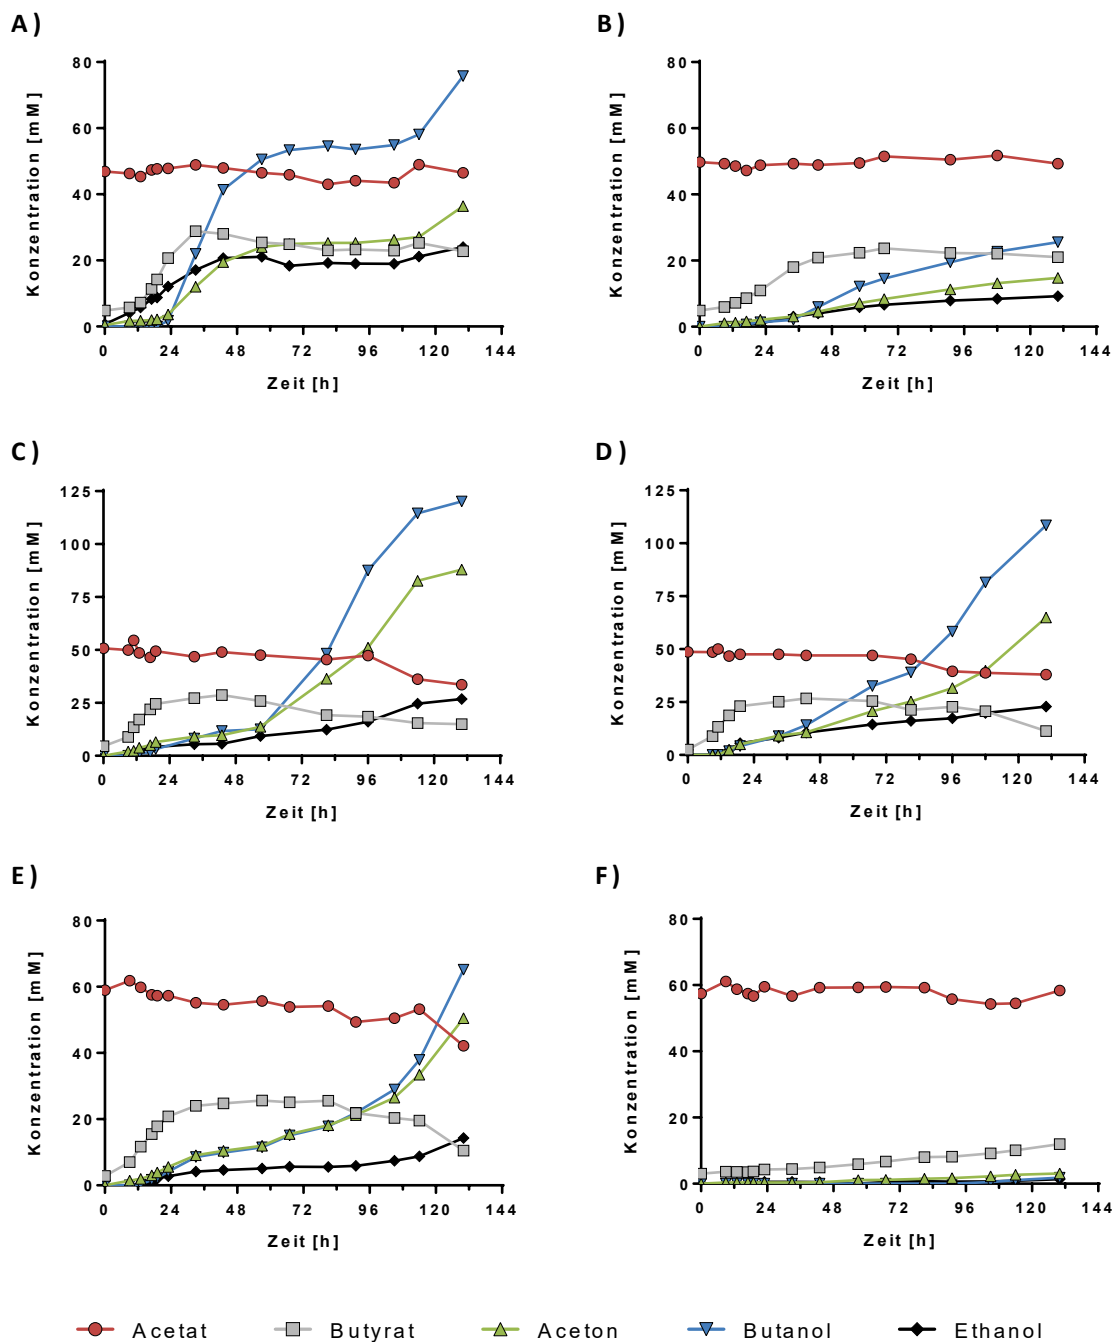 A) B)
Konzentration [mM] 80 60 40 20 0
0 24 48 72 96 120 144
Zeit [h]
Konzentration [mM] 80 60 40 20 0
0 24 48 72 96 120 144
Zeit [h]
C) D)
Konzentration [mM] 125 100 75 50 25 0
0 24 48 72 96 120 144
Zeit [h]
Konzentration [mM] 125 100 75 50 25 0
0 24 48 72 96 120 144
Zeit [h]
E) F)
Konzentration [mM] 80 60 40 20 0
0 24 48 72 96 120 144
Zeit [h]
Konzentration [mM] 80 60 40 20 0
0 24 48 72 96 120 144
Zeit [h]
Acetat Butyrat Aceton Butanol Ethanol